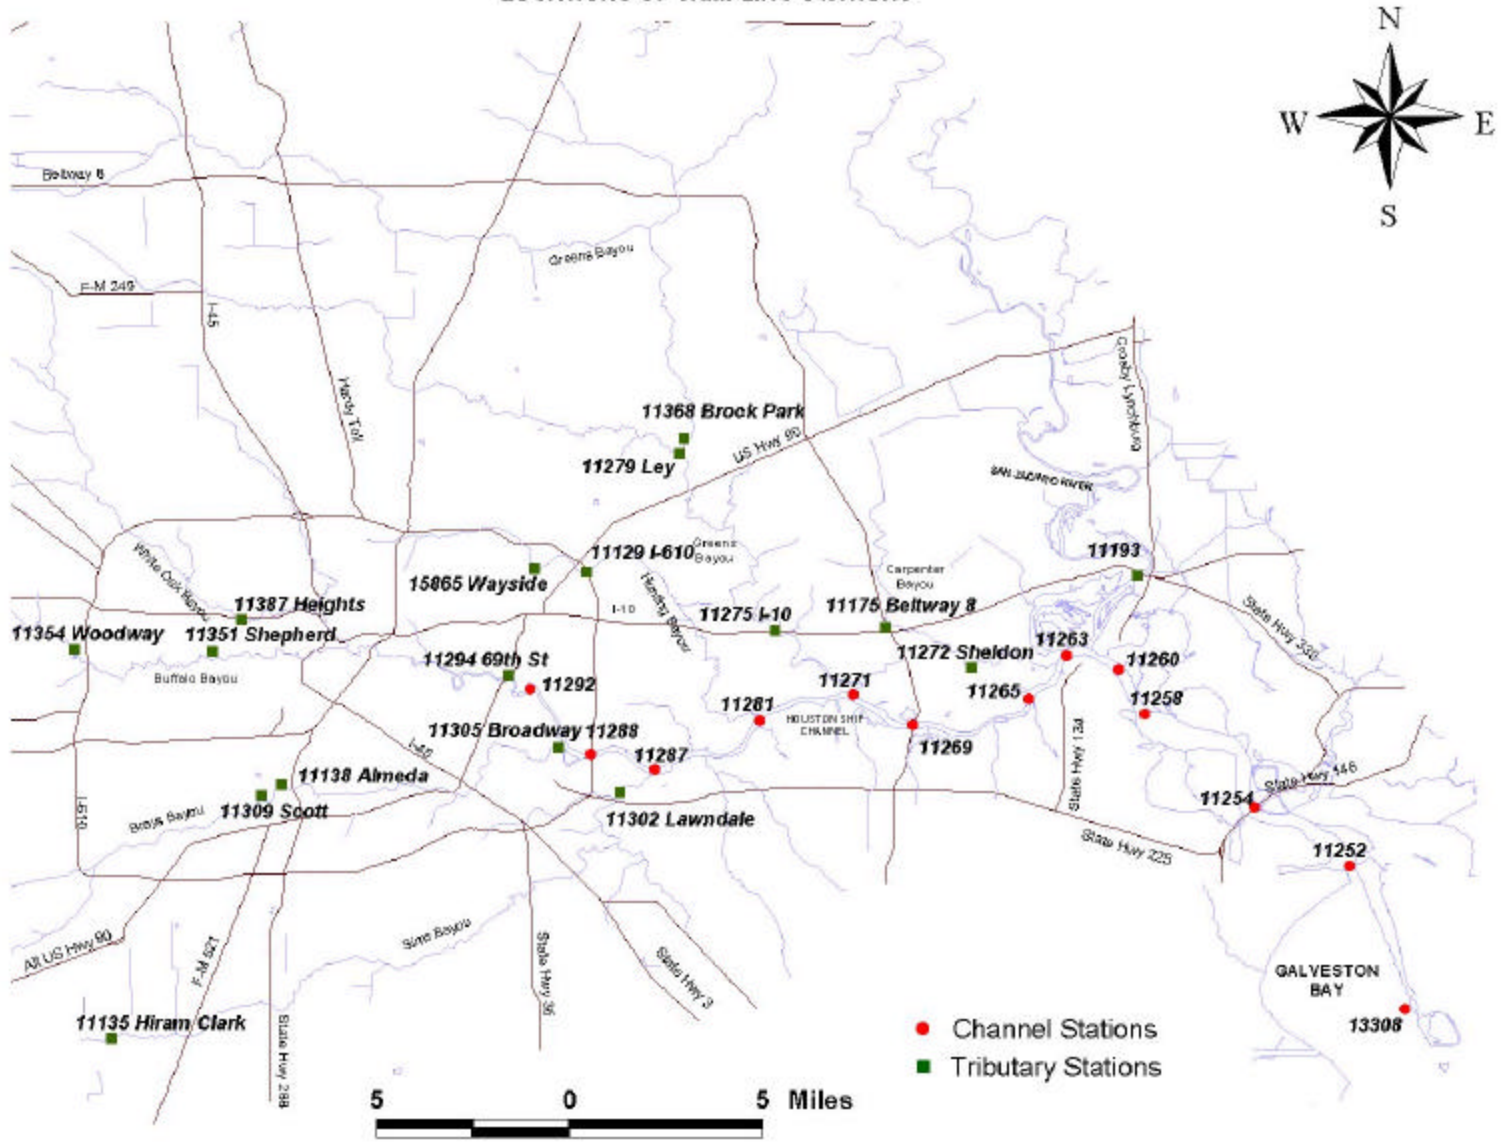 N
W
E
S
Beltway 8
Greens Bayou
F-M 249
I-45
Hardy Toll
Crosby Lynchburg
11368 Brock Park
US Hwy 90
11279 Ley
SAN JACINTO RIVER
White Oak Bayou
11129 I-610
Greens
Bayou
11193
15865 Wayside
Carpenter
Bayou
Hunting Bayou
11387 Heights
I-10
11275 I-10
11175 Beltway 8
State Hwy 330
11354 Woodway
11351 Shepherd
11263
11272 Sheldon
11294 69th St
11260
Buffalo Bayou
11292
11271
11265
11258
11281
HOUSTON SHIP
CHANNEL
11305 Broadway
11288
I-45
11287
11269
State Hwy 134
11138 Almeda
State Hwy 146
11254
I-610
Brays Bayou
11309 Scott
11302 Lawndale
State Hwy 225
11252
Sims Bayou
Alt US Hwy 90
F-M 521
State Hwy 35
State Hwy 3
GALVESTON
BAY
11135 Hiram Clark
State Hwy 288
13308
Channel Stations
Tributary Stations
5 0 5 Miles